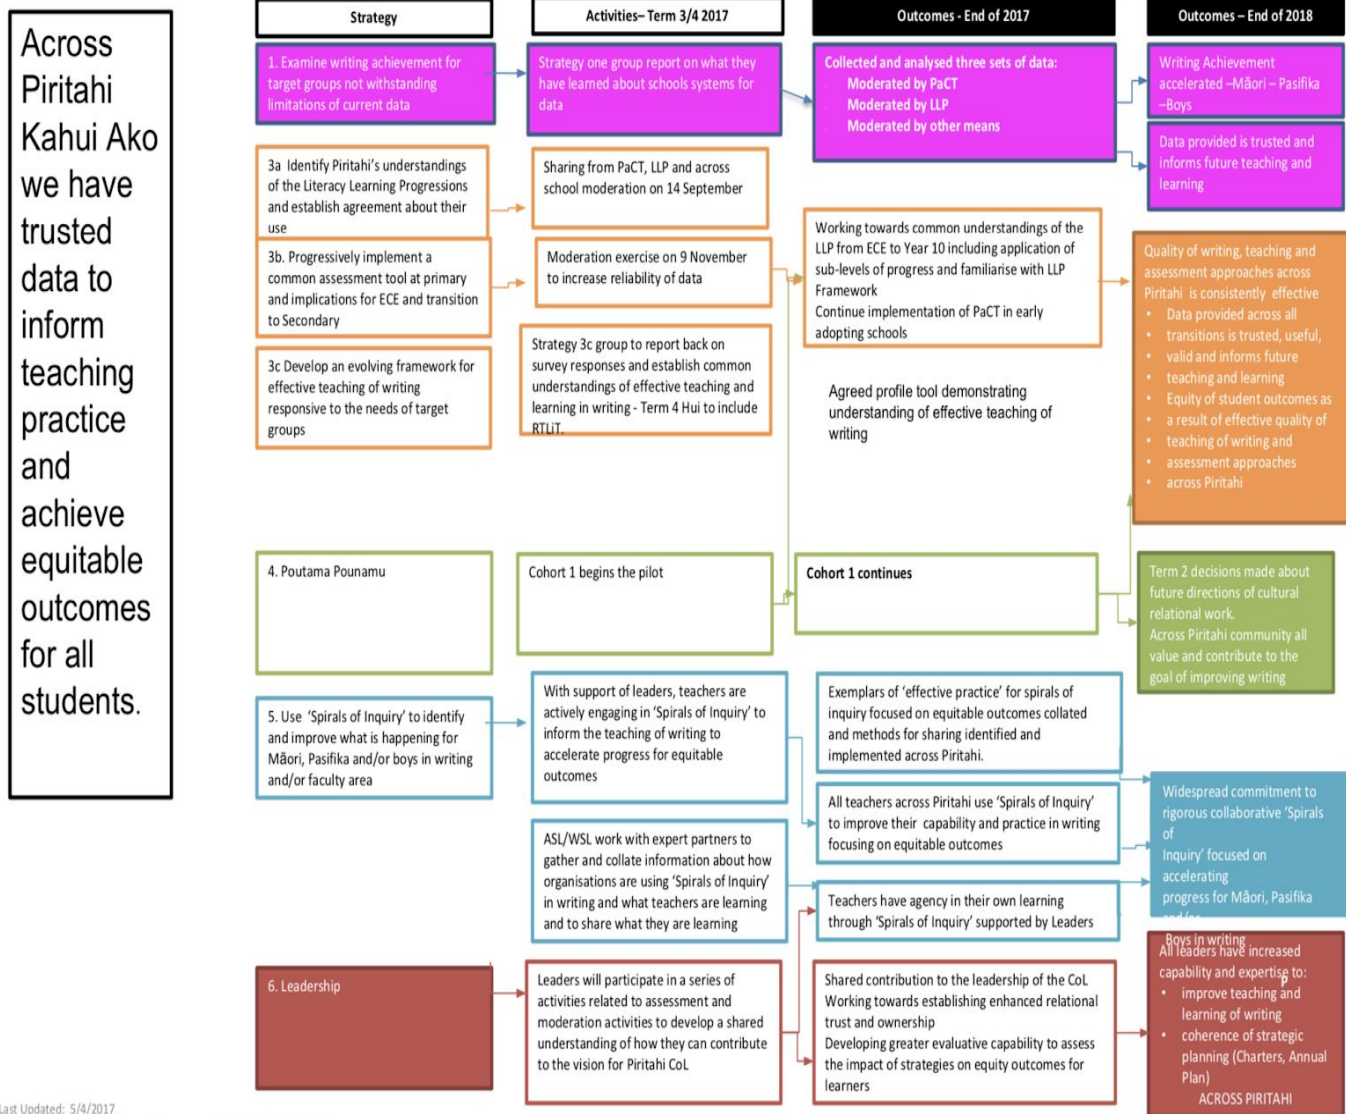 Across
Piritahi
Kahui Ako
we have
trusted
data to
inform
teaching
practice
and
achieve
equitable
outcomes
for all
students.
Strategy
Activities– Term 3/4 2017
Outcomes - End of 2017
Outcomes – End of 2018
1. Examine writing achievement for
target groups not withstanding
limitations of current data
Strategy one group report on what they
have learned about schools systems for
data
Collected and analysed three sets of data:
Moderated by PaCT
Moderated by LLP
Moderated by other means
Writing Achievement
accelerated –Māori – Pasifika
–Boys
Data provided is trusted and
informs future teaching and
learning
3a Identify Piritahi's understandings
of the Literacy Learning Progressions
and establish agreement about their
use
Sharing from PaCT, LLP and across
school moderation on 14 September
3b. Progressively implement a
common assessment tool at primary
and implications for ECE and transition
to Secondary
Moderation exercise on 9 November
to increase reliability of data
Working towards common understandings of the
LLP from ECE to Year 10 including application of
sub-levels of progress and familiarise with LLP
Framework
Continue implementation of PaCT in early
adopting schools
Quality of writing, teaching and
assessment approaches across
Piritahi is consistently effective
• Data provided across all
• transitions is trusted, useful,
• valid and informs future
• teaching and learning
• Equity of student outcomes as
• a result of effective quality of
• teaching of writing and
• assessment approaches
• across Piritahi
3c Develop an evolving framework for
effective teaching of writing
responsive to the needs of target
groups
Strategy 3c group to report back on
survey responses and establish common
understandings of effective teaching and
learning in writing - Term 4 Hui to include
RTLiT.
Agreed profile tool demonstrating
understanding of effective teaching of
writing
4. Poutama Pounamu
Cohort 1 begins the pilot
Cohort 1 continues
Term 2 decisions made about
future directions of cultural
relational work.
Across Piritahi community all
value and contribute to the
goal of improving writing
5. Use 'Spirals of Inquiry' to identify
and improve what is happening for
Māori, Pasifika and/or boys in writing
and/or faculty area
With support of leaders, teachers are
actively engaging in 'Spirals of Inquiry' to
inform the teaching of writing to
accelerate progress for equitable
outcomes
Exemplars of 'effective practice' for spirals of
inquiry focused on equitable outcomes collated
and methods for sharing identified and
implemented across Piritahi.
All teachers across Piritahi use 'Spirals of Inquiry'
to improve their capability and practice in writing
focusing on equitable outcomes
ASL/WSL work with expert partners to
gather and collate information about how
organisations are using 'Spirals of Inquiry'
in writing and what teachers are learning
and to share what they are learning
Teachers have agency in their own learning
through 'Spirals of Inquiry' supported by Leaders
Widespread commitment to
rigorous collaborative 'Spirals
of
Inquiry' focused on
accelerating
progress for Māori, Pasifika
and/or
Boys in writing
6. Leadership
Leaders will participate in a series of
activities related to assessment and
moderation activities to develop a shared
understanding of how they can contribute
to the vision for Piritahi CoL
Shared contribution to the leadership of the CoL
Working towards establishing enhanced relational
trust and ownership
Developing greater evaluative capability to assess
the impact of strategies on equity outcomes for
learners
All leaders have increased
capability and expertise to:
P
• improve teaching and
learning of writing
• coherence of strategic
planning (Charters, Annual
Plan)
ACROSS PIRITAHI
Last Updated: 5/4/2017